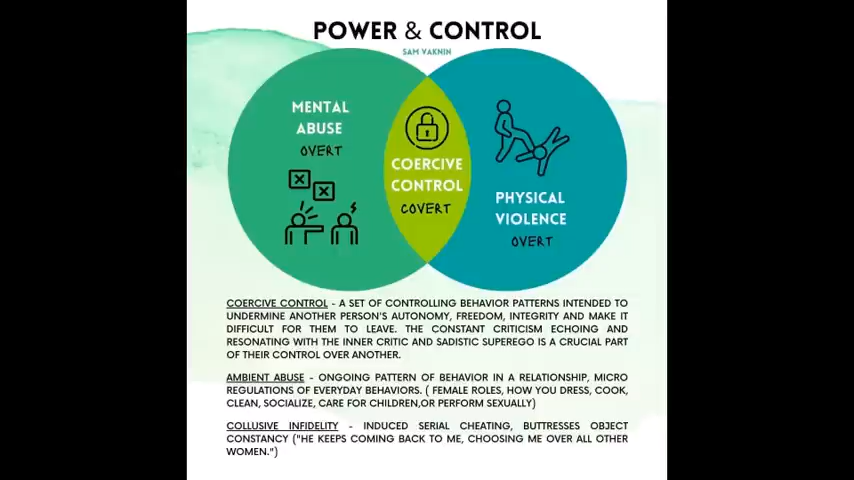 POWER & CONTROL
SAM VAKNIN
MENTAL
ABUSE
OVERT
COERCIVE
CONTROL
COVERT
PHYSICAL
VIOLENCE
OVERT
COERCIVE CONTROL - A SET OF CONTROLLING BEHAVIOR PATTERNS INTENDED TO
UNDERMINE ANOTHER PERSON'S AUTONOMY, FREEDOM, INTEGRITY AND MAKE IT
DIFFICULT FOR THEM TO LEAVE. THE CONSTANT CRITICISM ECHOING AND
RESONATING WITH THE INNER CRITIC AND SADISTIC SUPEREGO IS A CRUCIAL PART
OF THEIR CONTROL OVER ANOTHER.
AMBIENT ABUSE - ONGOING PATTERN OF BEHAVIOR IN A RELATIONSHIP, MICRO
REGULATIONS OF EVERYDAY BEHAVIORS. ( FEMALE ROLES, HOW YOU DRESS, COOK,
CLEAN, SOCIALIZE, CARE FOR CHILDREN,OR PERFORM SEXUALLY)
COLLUSIVE INFIDELITY - INDUCED SERIAL CHEATING, BUTTRESSES OBJECT
CONSTANCY ("HE KEEPS COMING BACK TO ME, CHOOSING ME OVER ALL OTHER
WOMEN.")